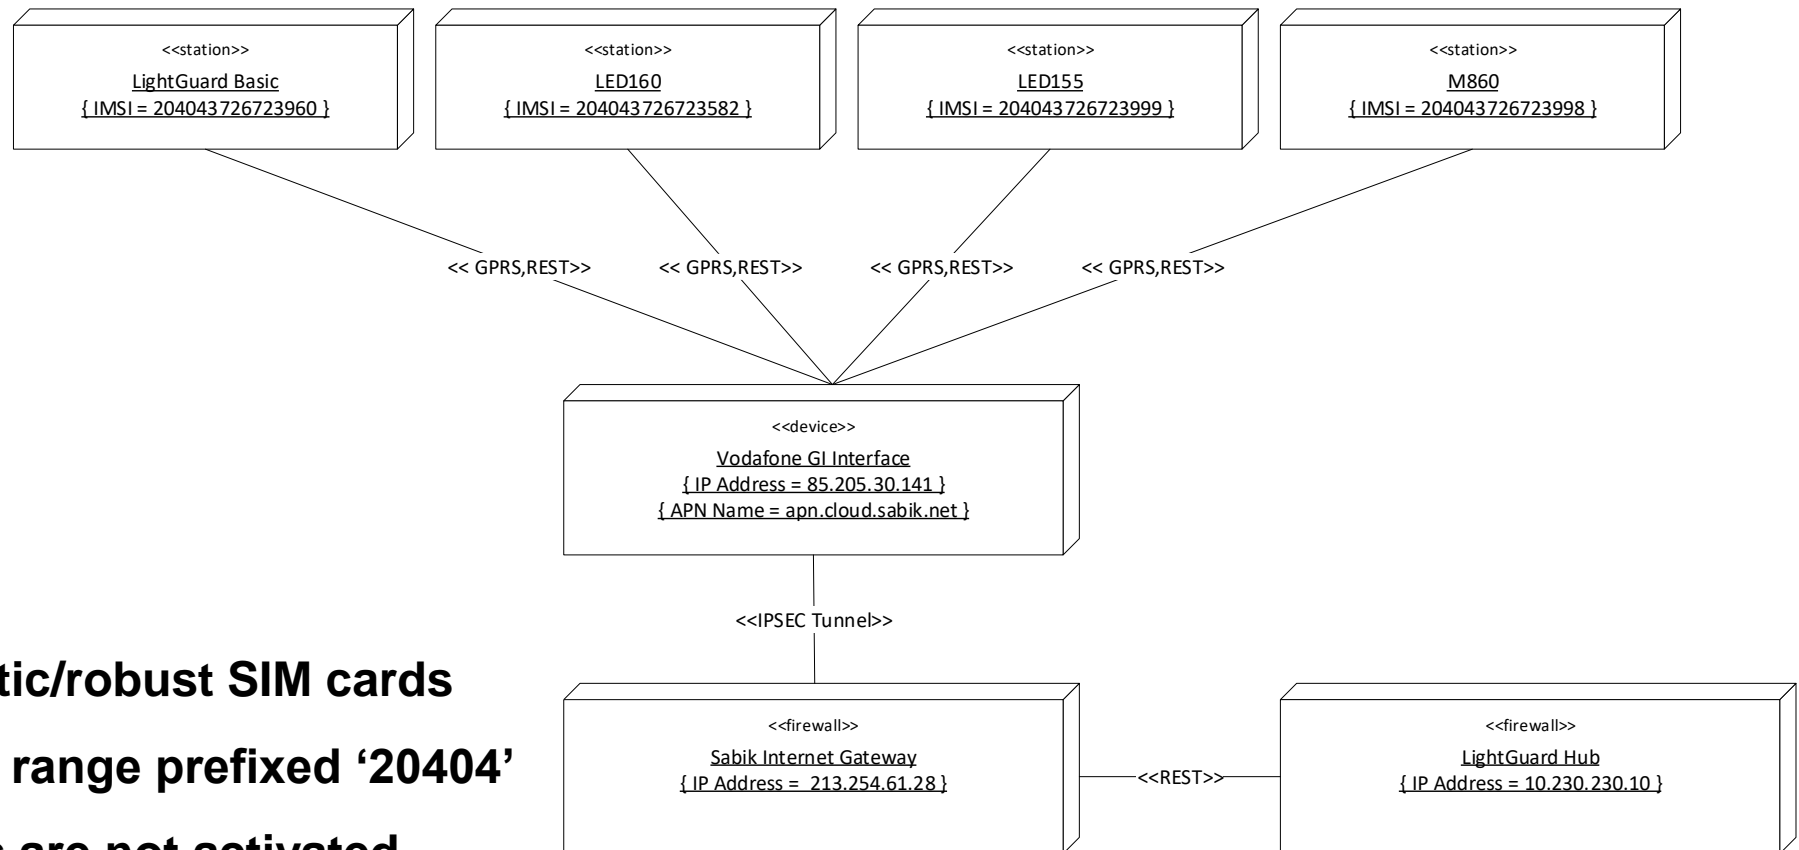 <<station>>
LightGuard Basic
{ IMSI = 204043726723960 }
<<station>>
LED160
{ IMSI = 204043726723582 }
<<station>>
LED155
{ IMSI = 204043726723999 }
<<station>>
M860
{ IMSI = 204043726723998 }
<< GPRS,REST>>
<< GPRS,REST>>
<< GPRS,REST>>
<< GPRS,REST>>
<<device>>
Vodafone GI Interface
{ IP Address = 85.205.30.141 }
{ APN Name = apn.cloud.sabik.net }
<<IPSEC Tunnel>>
tic/robust SIM cards
range prefixed ‘20404’
are not activated
<<firewall>>
Sabik Internet Gateway
{ IP Address =  213.254.61.28 }
<<REST>>
<<firewall>>
LightGuard Hub
{ IP Address = 10.230.230.10 }